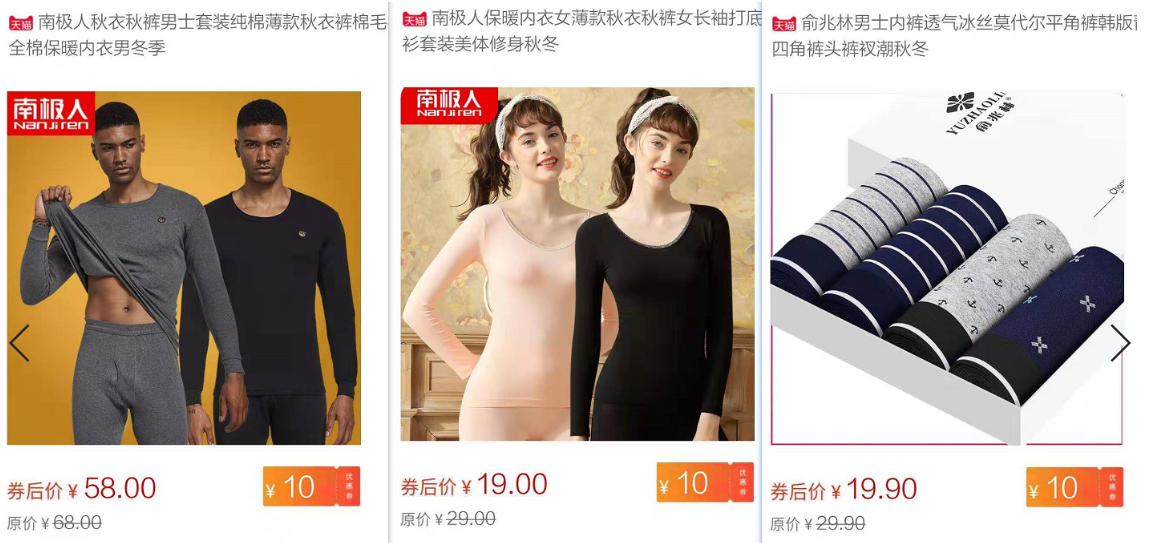 天猫 南极人秋衣秋裤男士套装纯棉薄款秋衣裤棉毛
全棉保暖内衣男冬季
南极人
Nanjiren
券后价 ¥ 58.00
¥ 10 优惠券
原价 ¥ 68.00
天猫 南极人保暖内衣女薄款秋衣秋裤女长袖打底
衫套装美体修身秋冬
南极人
Nanjiren
券后价 ¥ 19.00
¥ 10 优惠券
原价 ¥ 29.00
天猫 俞兆林男士内裤透气冰丝莫代尔平角裤韩版
四角裤头裤衩潮秋冬
YUZHAOLI
俞兆林
券后价 ¥ 19.90
¥ 10 优惠券
原价 ¥ 29.90